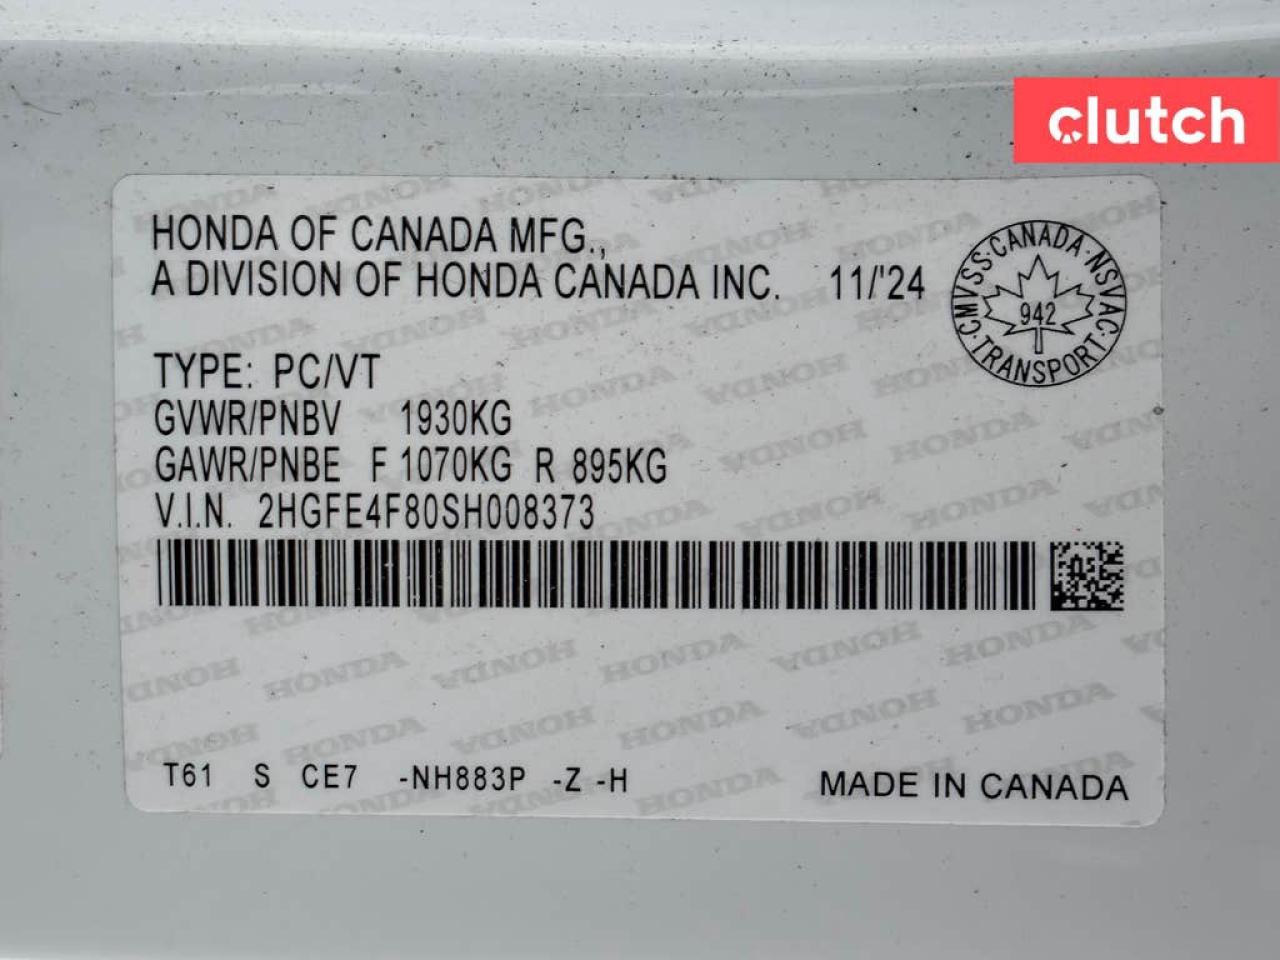 clutch
HONDA OF CANADA MFG.,
A DIVISION OF HONDA CANADA INC. 11/'24
CMVSS·CANADA·NSVAC·TRANSPORT·
942
TYPE: PC/VT
GVWR/PNBV 1930KG
GAWR/PNBE F 1070KG R 895KG
V.I.N. 2HGFE4F80SH008373
T61 S CE7 -NH883P -Z -H
MADE IN CANADA